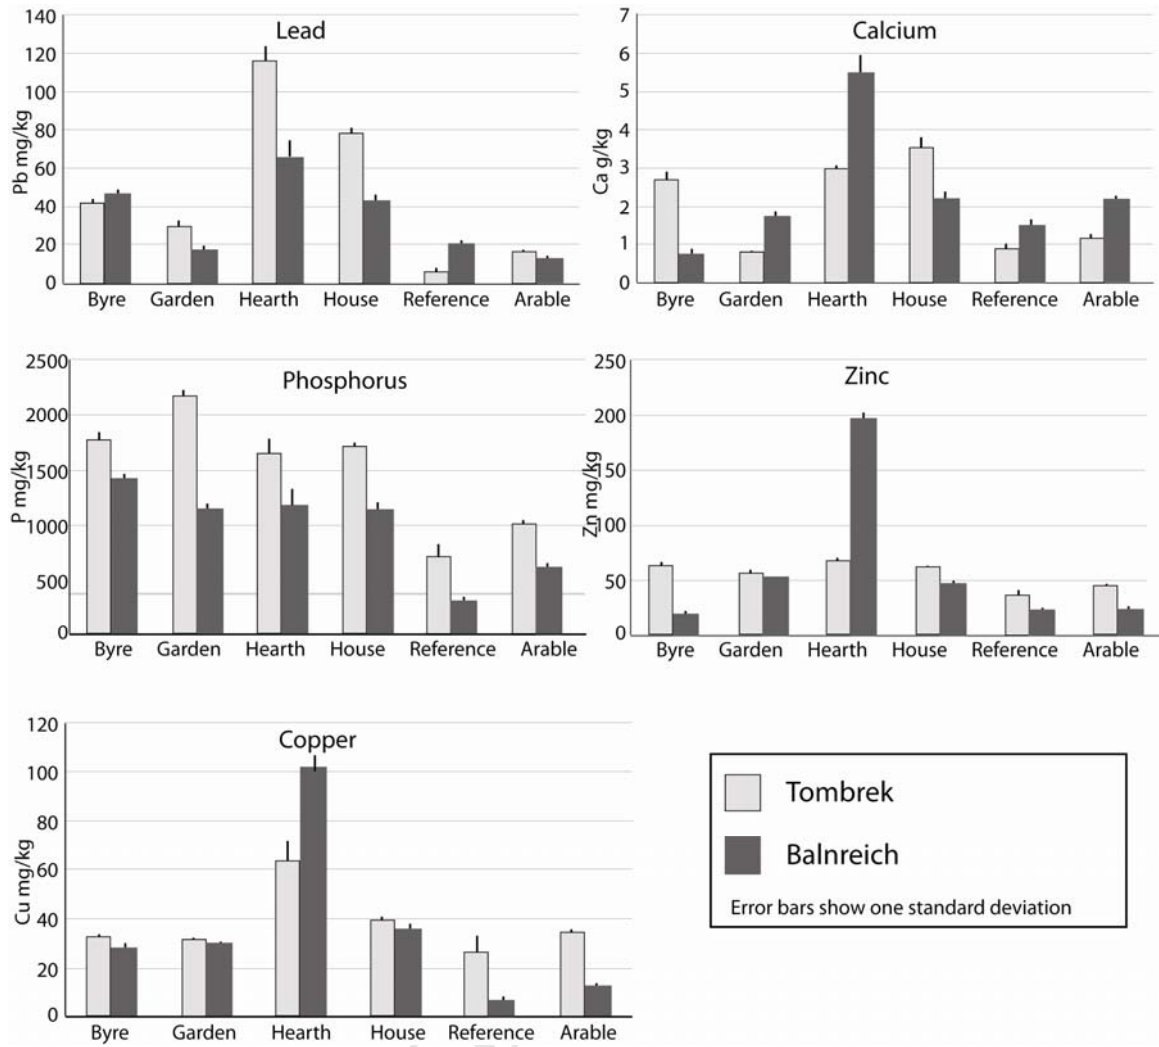 Lead
Pb mg/kg
140
120
100
80
60
40
20
0
Byre Garden Hearth House Reference Arable
Calcium
Ca g/kg
7
6
5
4
3
2
1
0
Byre Garden Hearth House Reference Arable
Phosphorus
P mg/kg
2500
2000
1500
1000
500
0
Byre Garden Hearth House Reference Arable
Zinc
Zn mg/kg
250
200
150
100
50
0
Byre Garden Hearth House Reference Arable
Copper
Cu mg/kg
120
100
80
60
40
20
0
Byre Garden Hearth House Reference Arable
Tombrek
Balnreich
Error bars show one standard deviation